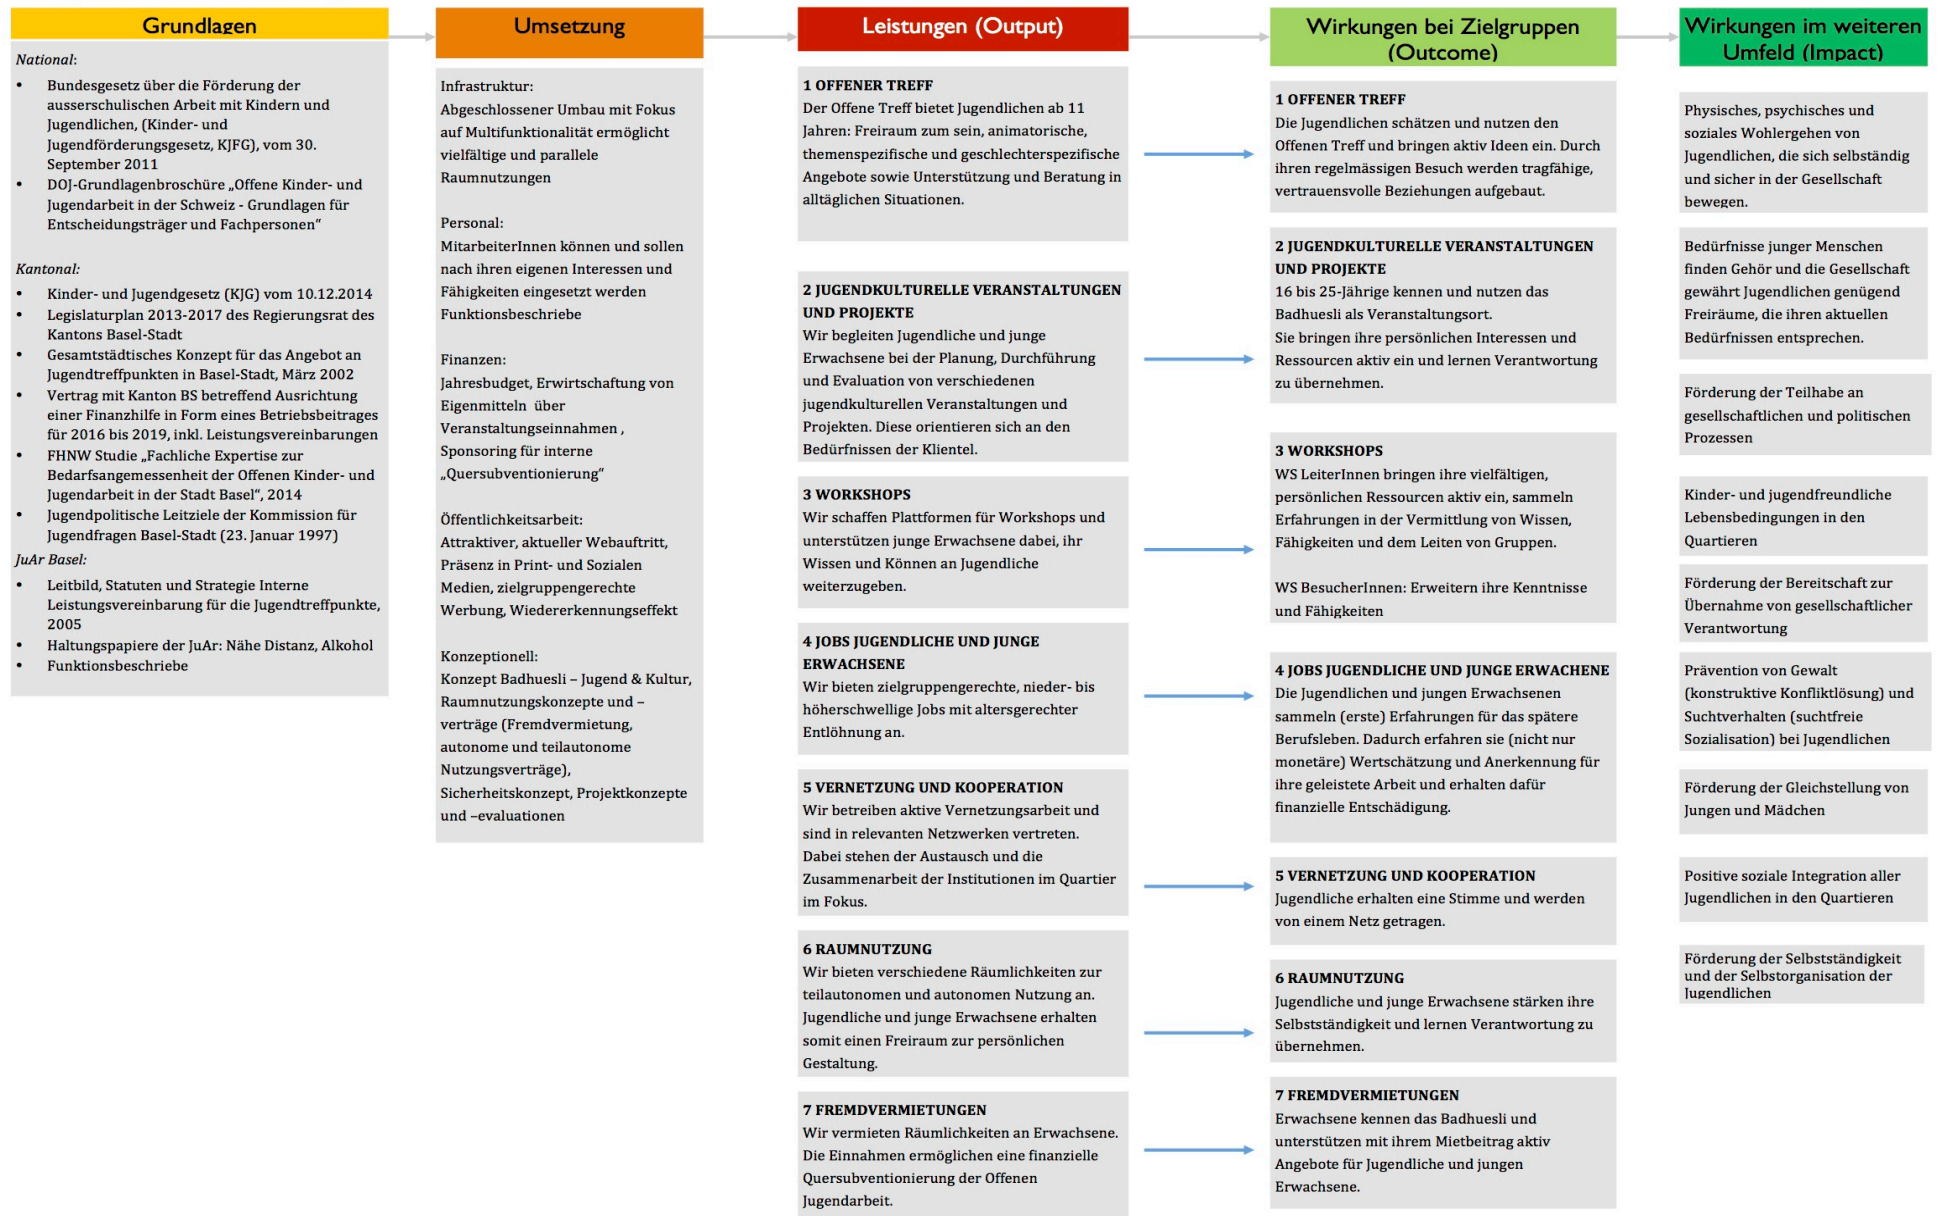 Grundlagen
National:
• Bundesgesetz über die Förderung der
ausserschulischen Arbeit mit Kindern und
Jugendlichen, (Kinder- und
Jugendförderungsgesetz, KJFG), vom 30.
September 2011
• DOJ-Grundlagenbroschüre „Offene Kinder- und
Jugendarbeit in der Schweiz - Grundlagen für
Entscheidungsträger und Fachpersonen“
Kantonal:
• Kinder- und Jugendgesetz (KJG) vom 10.12.2014
• Legislaturplan 2013-2017 des Regierungsrat des
Kantons Basel-Stadt
• Gesamtstädtisches Konzept für das Angebot an
Jugendtreffpunkten in Basel-Stadt, März 2002
• Vertrag mit Kanton BS betreffend Ausrichtung
einer Finanzhilfe in Form eines Betriebsbeitrages
für 2016 bis 2019, inkl. Leistungsvereinbarungen
• FHNW Studie „Fachliche Expertise zur
Bedarfsangemessenheit der Offenen Kinder- und
Jugendarbeit in der Stadt Basel“, 2014
• Jugendpolitische Leitziele der Kommission für
Jugendfragen Basel-Stadt (23. Januar 1997)
JuAr Basel:
• Leitbild, Statuten und Strategie Interne
Leistungsvereinbarung für die Jugendtreffpunkte,
2005
• Haltungspapiere der JuAr: Nähe Distanz, Alkohol
• Funktionsbeschriebe
Umsetzung
Infrastruktur:
Abgeschlossener Umbau mit Fokus
auf Multifunktionalität ermöglicht
vielfältige und parallele
Raumnutzungen
Personal:
MitarbeiterInnen können und sollen
nach ihren eigenen Interessen und
Fähigkeiten eingesetzt werden
Funktionsbeschriebe
Finanzen:
Jahresbudget, Erwirtschaftung von
Eigenmitteln über
Veranstaltungseinnahmen ,
Sponsoring für interne
„Quersubventionierung“
Öffentlichkeitsarbeit:
Attraktiver, aktueller Webauftritt,
Präsenz in Print- und Sozialen
Medien, zielgruppengerechte
Werbung, Wiedererkennungseffekt
Konzeptionell:
Konzept Badhuesli – Jugend & Kultur,
Raumnutzungskonzepte und –
verträge (Fremdvermietung,
autonome und teilautonome
Nutzungsverträge),
Sicherheitskonzept, Projektkonzepte
und –evaluationen
Leistungen (Output)
1 OFFENER TREFF
Der Offene Treff bietet Jugendlichen ab 11
Jahren: Freiraum zum sein, animatorische,
themenspezifische und geschlechterspezifische
Angebote sowie Unterstützung und Beratung in
alltäglichen Situationen.
2 JUGENDKULTURELLE VERANSTALTUNGEN
UND PROJEKTE
Wir begleiten Jugendliche und junge
Erwachsene bei der Planung, Durchführung
und Evaluation von verschiedenen
jugendkulturellen Veranstaltungen und
Projekten. Diese orientieren sich an den
Bedürfnissen der Klientel.
3 WORKSHOPS
Wir schaffen Plattformen für Workshops und
unterstützen junge Erwachsene dabei, ihr
Wissen und Können an Jugendliche
weiterzugeben.
4 JOBS JUGENDLICHE UND JUNGE
ERWACHSENE
Wir bieten zielgruppengerechte, nieder- bis
höherschwellige Jobs mit altersgerechter
Entlöhnung an.
5 VERNETZUNG UND KOOPERATION
Wir betreiben aktive Vernetzungsarbeit und
sind in relevanten Netzwerken vertreten.
Dabei stehen der Austausch und die
Zusammenarbeit der Institutionen im Quartier
im Fokus.
6 RAUMNUTZUNG
Wir bieten verschiedene Räumlichkeiten zur
teilautonomen und autonomen Nutzung an.
Jugendliche und junge Erwachsene erhalten
somit einen Freiraum zur persönlichen
Gestaltung.
7 FREMDVERMIETUNGEN
Wir vermieten Räumlichkeiten an Erwachsene.
Die Einnahmen ermöglichen eine finanzielle
Quersubventionierung der Offenen
Jugendarbeit.
Wirkungen bei Zielgruppen
(Outcome)
1 OFFENER TREFF
Die Jugendlichen schätzen und nutzen den
Offenen Treff und bringen aktiv Ideen ein. Durch
ihren regelmässigen Besuch werden tragfähige,
vertrauensvolle Beziehungen aufgebaut.
2 JUGENDKULTURELLE VERANSTALTUNGEN
UND PROJEKTE
16 bis 25-Jährige kennen und nutzen das
Badhuesli als Veranstaltungsort.
Sie bringen ihre persönlichen Interessen und
Ressourcen aktiv ein und lernen Verantwortung
zu übernehmen.
3 WORKSHOPS
WS LeiterInnen bringen ihre vielfältigen,
persönlichen Ressourcen aktiv ein, sammeln
Erfahrungen in der Vermittlung von Wissen,
Fähigkeiten und dem Leiten von Gruppen.
WS BesucherInnen: Erweitern ihre Kenntnisse
und Fähigkeiten
4 JOBS JUGENDLICHE UND JUNGE ERWACHENE
Die Jugendlichen und jungen Erwachsenen
sammeln (erste) Erfahrungen für das spätere
Berufsleben. Dadurch erfahren sie (nicht nur
monetäre) Wertschätzung und Anerkennung für
ihre geleistete Arbeit und erhalten dafür
finanzielle Entschädigung.
5 VERNETZUNG UND KOOPERATION
Jugendliche erhalten eine Stimme und werden
von einem Netz getragen.
6 RAUMNUTZUNG
Jugendliche und junge Erwachsene stärken ihre
Selbstständigkeit und lernen Verantwortung zu
übernehmen.
7 FREMDVERMIETUNGEN
Erwachsene kennen das Badhuesli und
unterstützen mit ihrem Mietbeitrag aktiv
Angebote für Jugendliche und jungen
Erwachsene.
Wirkungen im weiteren
Umfeld (Impact)
Physisches, psychisches und
soziales Wohlergehen von
Jugendlichen, die sich selbständig
und sicher in der Gesellschaft
bewegen.
Bedürfnisse junger Menschen
finden Gehör und die Gesellschaft
gewährt Jugendlichen genügend
Freiräume, die ihren aktuellen
Bedürfnissen entsprechen.
Förderung der Teilhabe an
gesellschaftlichen und politischen
Prozessen
Kinder- und jugendfreundliche
Lebensbedingungen in den
Quartieren
Förderung der Bereitschaft zur
Übernahme von gesellschaftlicher
Verantwortung
Prävention von Gewalt
(konstruktive Konfliktlösung) und
Suchtverhalten (suchtfreie
Sozialisation) bei Jugendlichen
Förderung der Gleichstellung von
Jungen und Mädchen
Positive soziale Integration aller
Jugendlichen in den Quartieren
Förderung der Selbstständigkeit
und der Selbstorganisation der
Jugendlichen